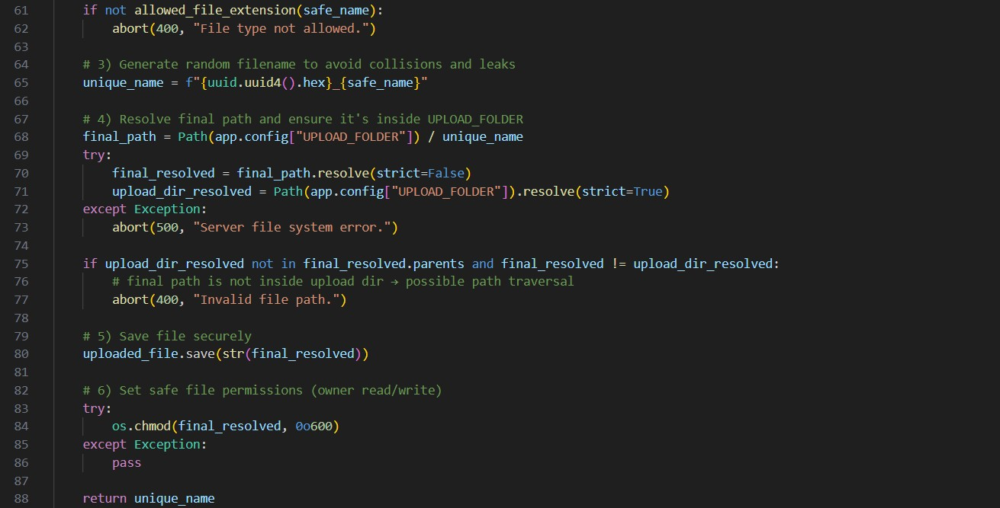 61 if not allowed_file_extension(safe_name):
62     abort(400, "File type not allowed.")
63
64 # 3) Generate random filename to avoid collisions and leaks
65 unique_name = f"{uuid.uuid4().hex}_{safe_name}"
66
67 # 4) Resolve final path and ensure it's inside UPLOAD_FOLDER
68 final_path = Path(app.config["UPLOAD_FOLDER"]) / unique_name
69 try:
70     final_resolved = final_path.resolve(strict=False)
71     upload_dir_resolved = Path(app.config["UPLOAD_FOLDER"]).resolve(strict=True)
72 except Exception:
73     abort(500, "Server file system error.")
74
75 if upload_dir_resolved not in final_resolved.parents and final_resolved != upload_dir_resolved:
76     # final path is not inside upload dir → possible path traversal
77     abort(400, "Invalid file path.")
78
79 # 5) Save file securely
80 uploaded_file.save(str(final_resolved))
81
82 # 6) Set safe file permissions (owner read/write)
83 try:
84     os.chmod(final_resolved, 0o600)
85 except Exception:
86     pass
87
88 return unique_name